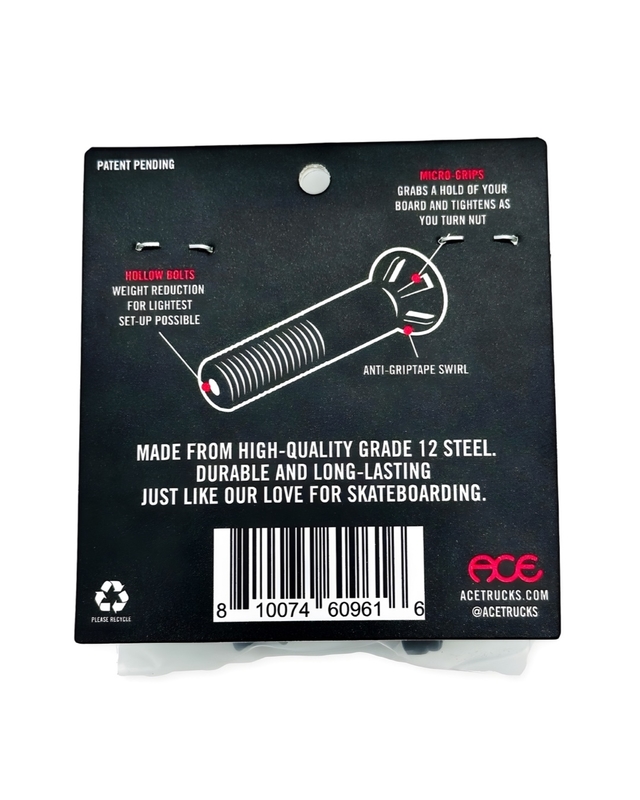 PATENT PENDING
MICRO-GRIPS
GRABS A HOLD OF YOUR
BOARD AND TIGHTENS AS
YOU TURN NUT
HOLLOW BOLTS
WEIGHT REDUCTION
FOR LIGHTEST
SET-UP POSSIBLE
ANTI-GRIPTAPE SWIRL
MADE FROM HIGH-QUALITY GRADE 12 STEEL.
DURABLE AND LONG-LASTING
JUST LIKE OUR LOVE FOR SKATEBOARDING.
8 10074 60961 6
PLEASE RECYCLE
ACE
ACETRUCKS.COM
@ACETRUCKS